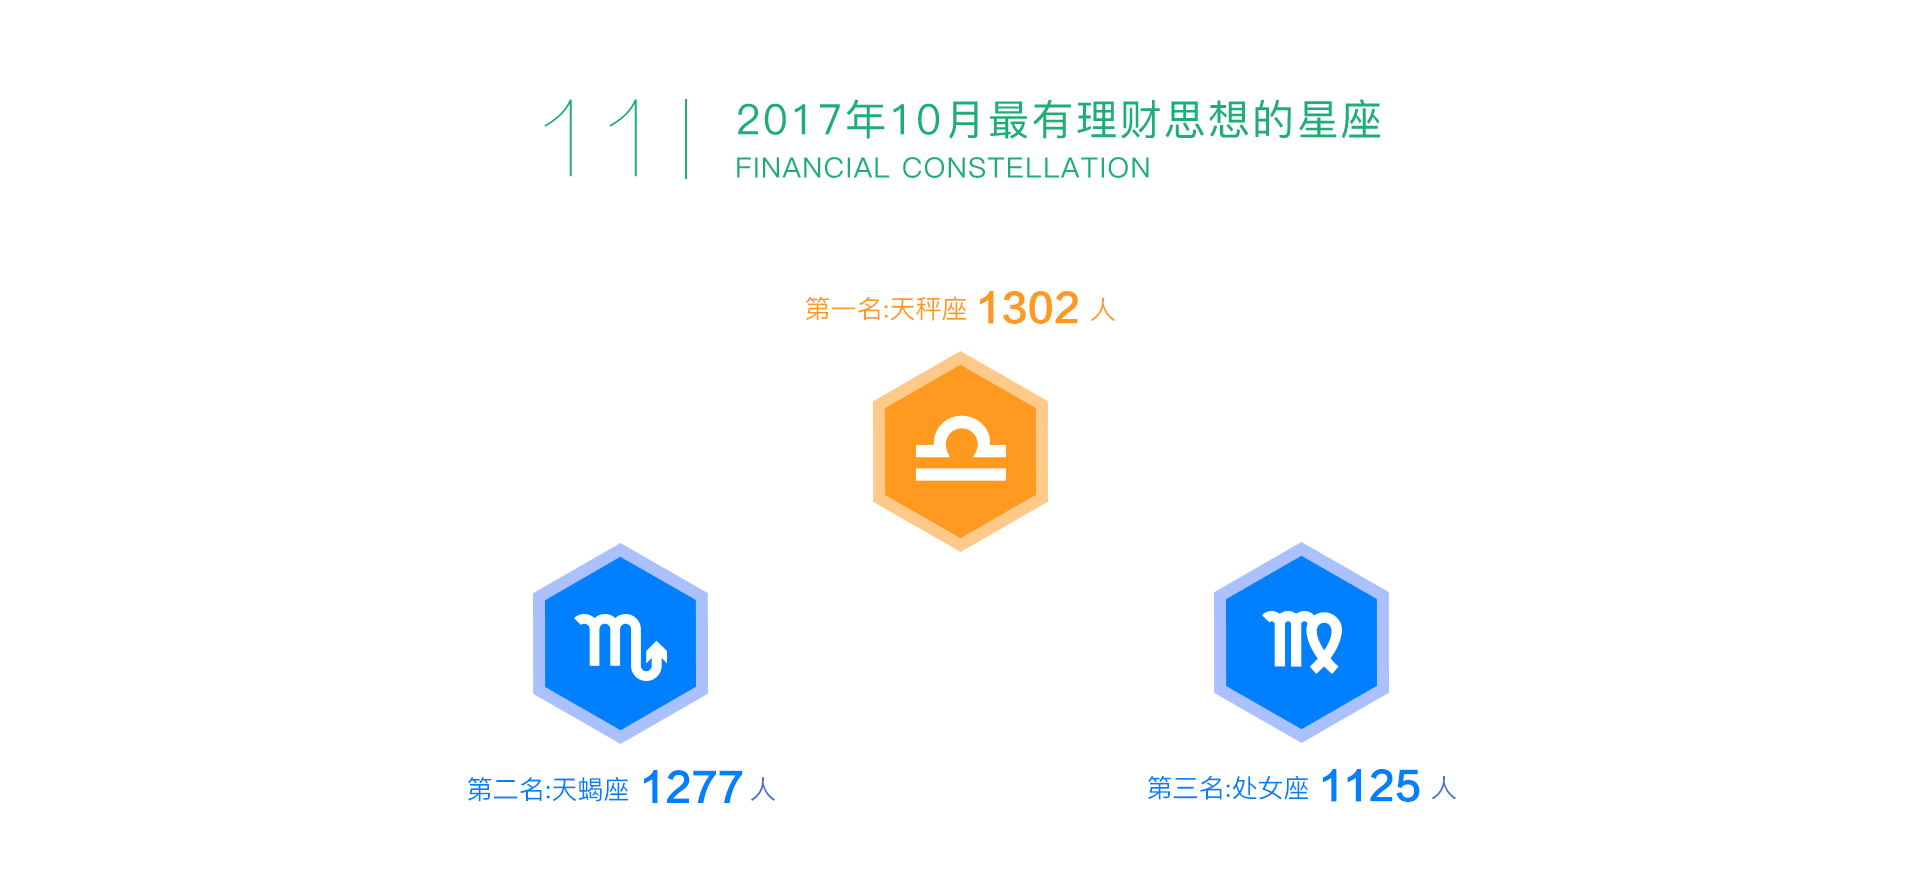 11
2017年10月最有理财思想的星座
FINANCIAL CONSTELLATION
第一名:天秤座 1302 人
第二名:天蝎座 1277 人
第三名:处女座 1125 人